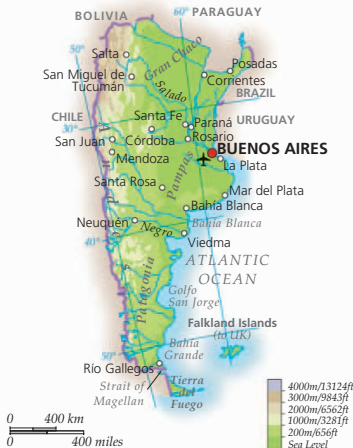 BOLIVIA
60°
PARAGUAY
50°
Salta
Gran Chaco
Posadas
San Miguel de
Tucumán
Corrientes
Salado
BRAZIL
CHILE
Santa Fe
Paraná
URUGUAY
30°
San Juan
Córdoba
Rosario
BUENOS AIRES
Mendoza
La Plata
Andes
Pampas
Santa Rosa
Mar del Plata
Bahía Blanca
Neuquén
Negro
Bahía Blanca
40°
Viedma
ATLANTIC
OCEAN
Patagonia
Golfo
San Jorge
Falkland Islands
(to UK)
Bahía
Grande
50°
Río Gallegos
Strait of
Magellan
Tierra
del
Fuego
4000m/13124ft
3000m/9843ft
2000m/6562ft
1000m/3281ft
200m/656ft
Sea Level
0 400 km
0 400 miles